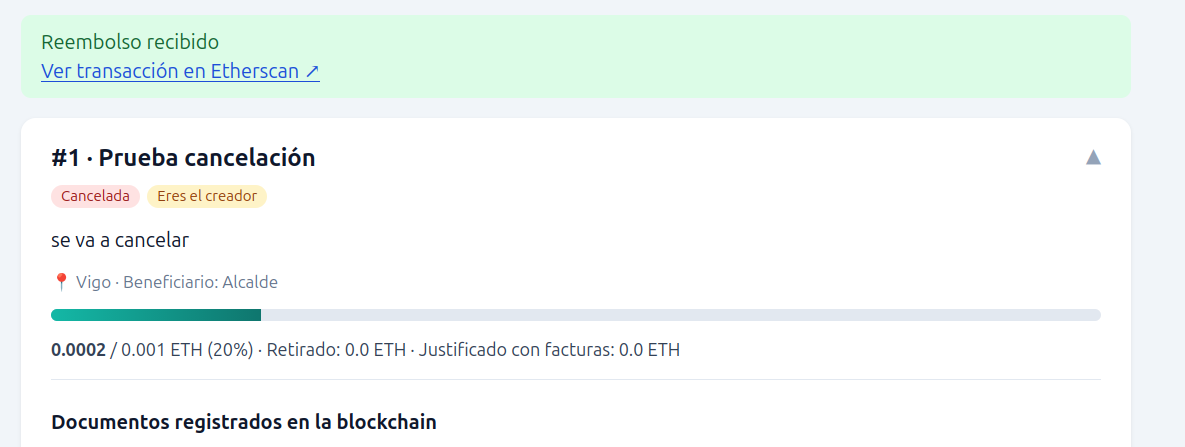 Reembolso recibido
Ver transacción en Etherscan ↗
#1 · Prueba cancelación
Cancelada Eres el creador
se va a cancelar
📍 Vigo · Beneficiario: Alcalde
0.0002 / 0.001 ETH (20%) · Retirado: 0.0 ETH · Justificado con facturas: 0.0 ETH
Documentos registrados en la blockchain